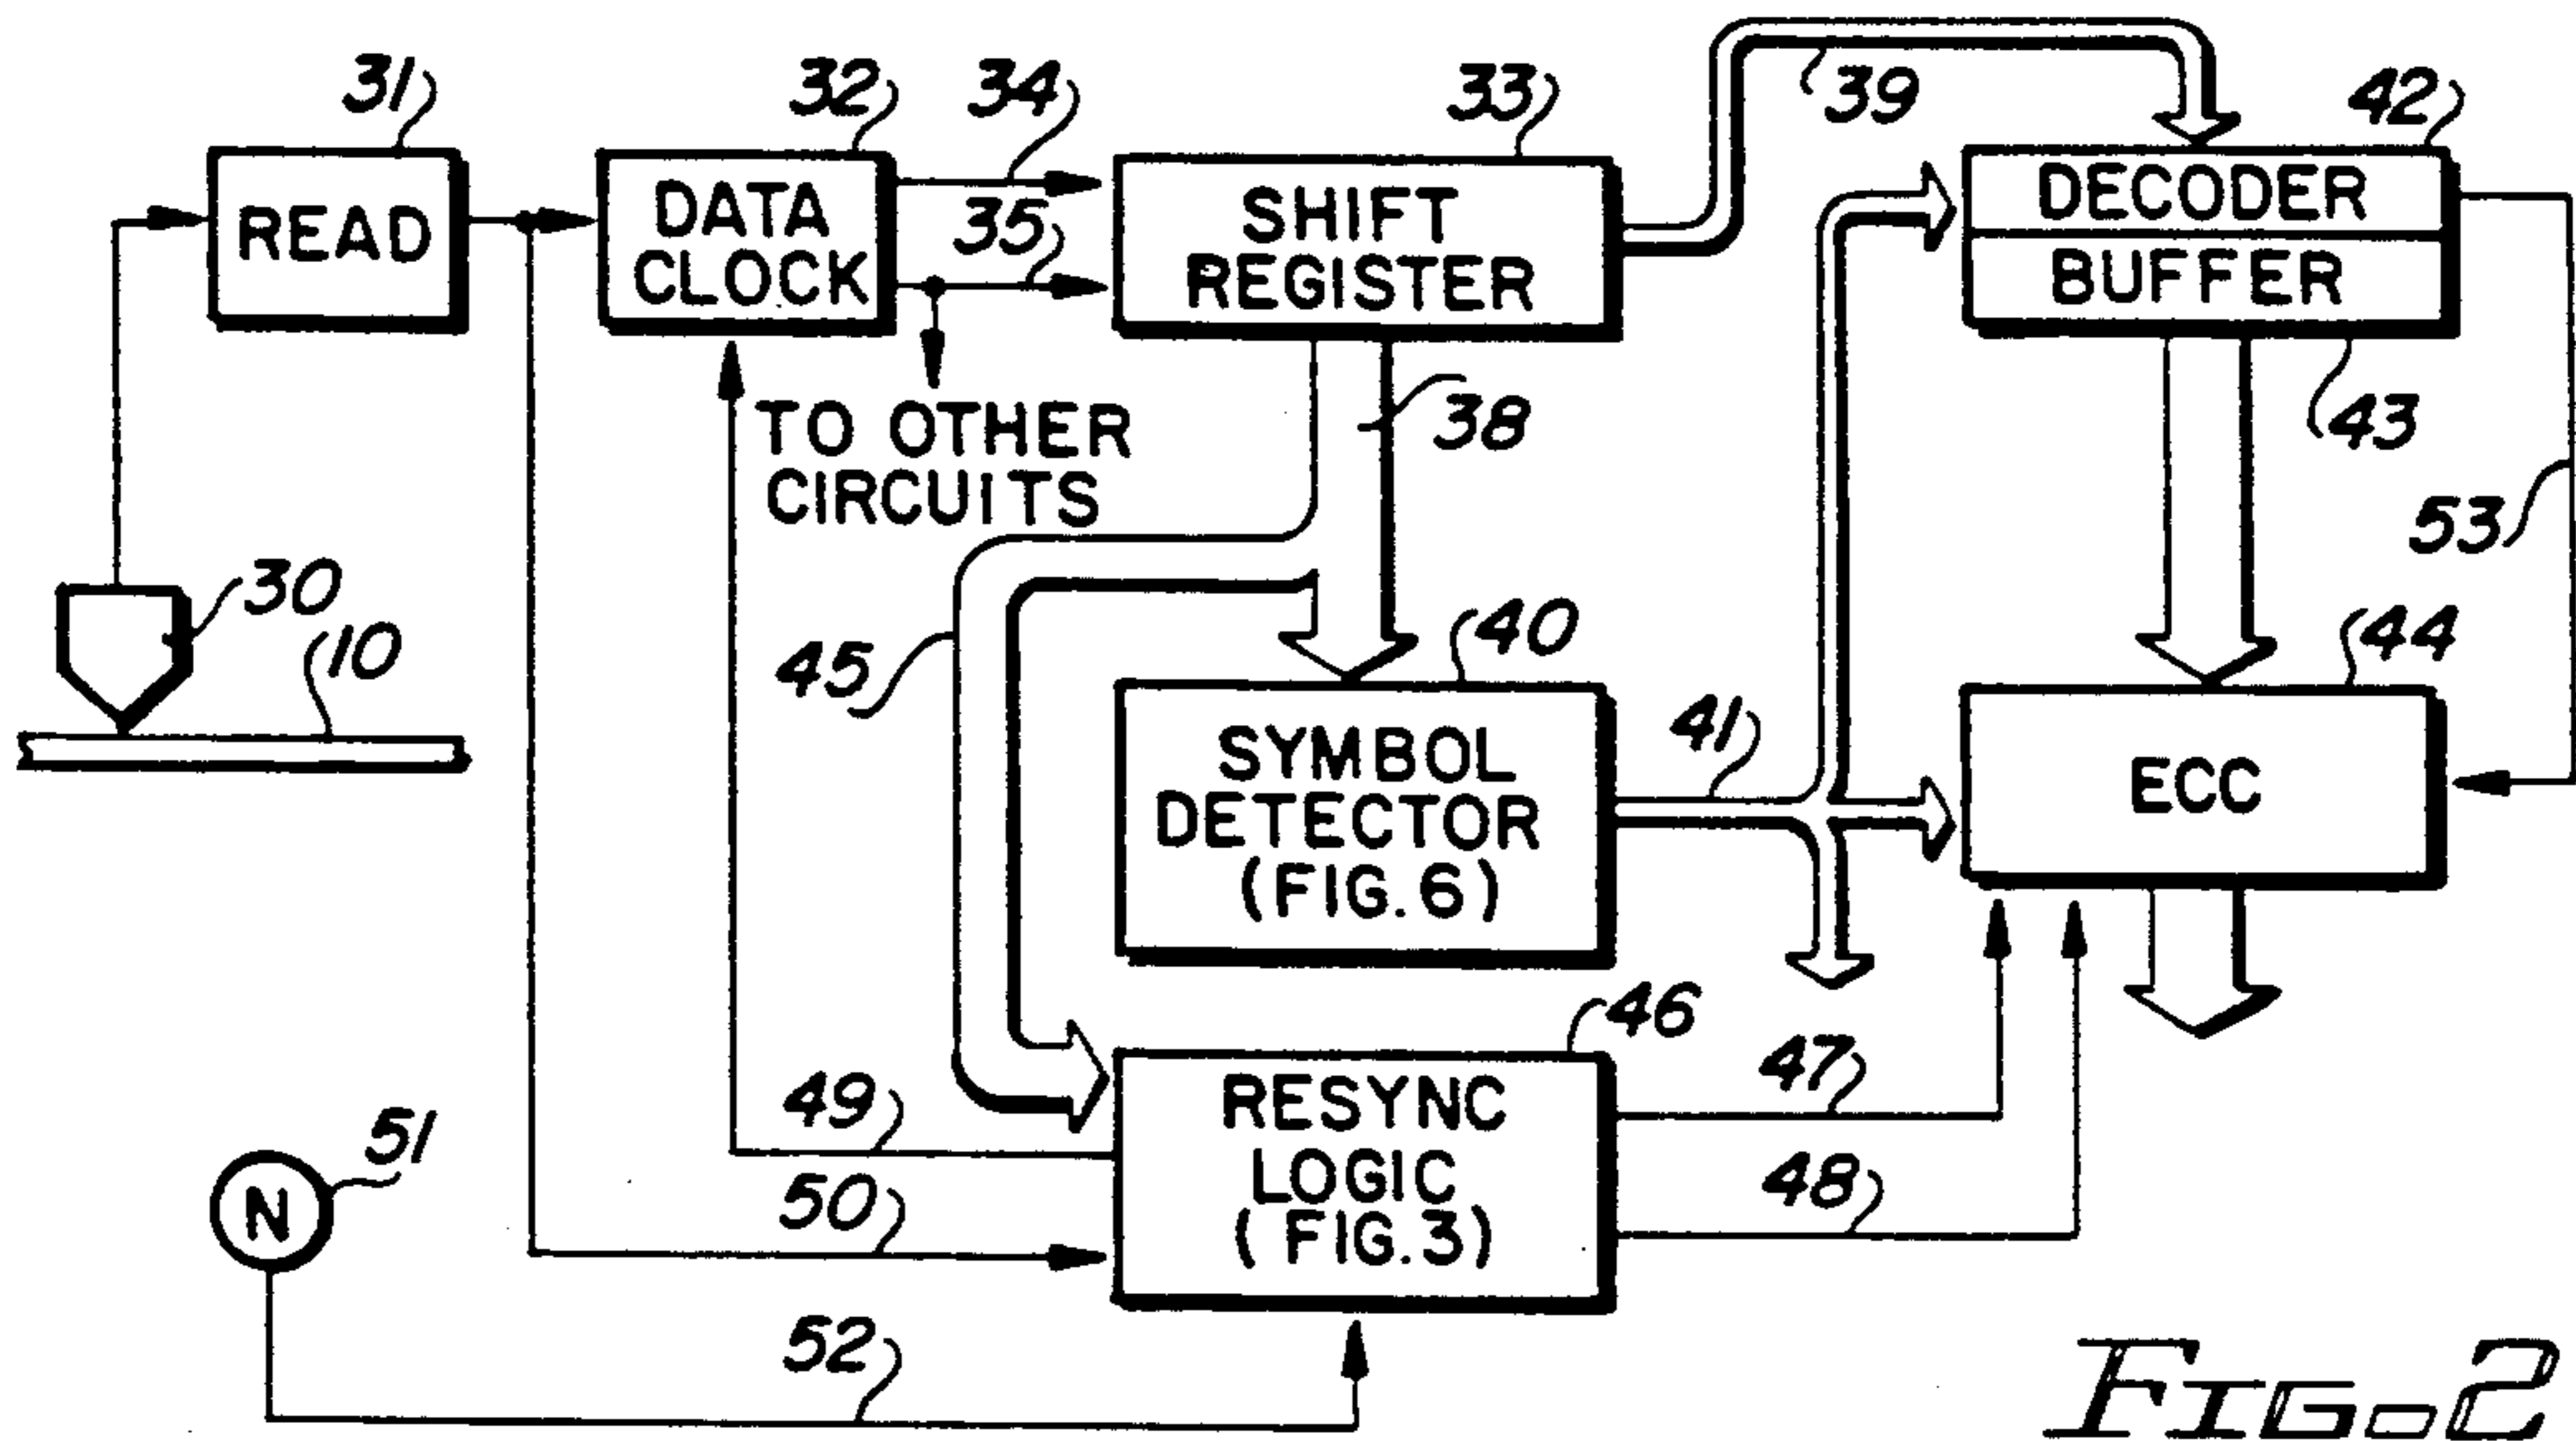 31
32
34
33
39
42
READ
DATA
CLOCK
35
SHIFT
REGISTER
DECODER
BUFFER
TO OTHER
CIRCUITS
38
43
53
30
10
45
40
41
44
SYMBOL
DETECTOR
(FIG. 6)
ECC
46
47
48
49
50
51
N
RESYNC
LOGIC
( FIG. 3)
52
FIG. 2